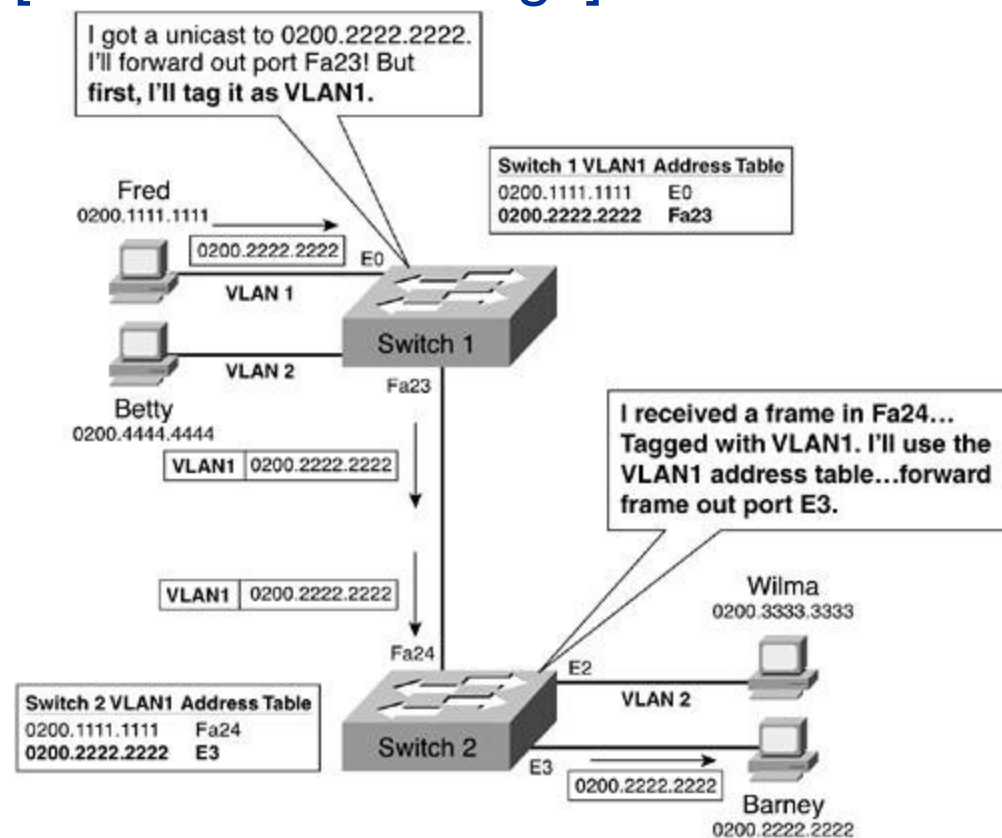 I got a unicast to 0200.2222.2222.
I'll forward out port Fa23! But
first, I'll tag it as VLAN1.
Switch 1 VLAN1 Address Table
0200.1111.1111 E0
0200.2222.2222 Fa23
Fred
0200.1111.1111
0200.2222.2222
E0
VLAN 1
Switch 1
VLAN 2
Fa23
Betty
0200.4444.4444
VLAN1 0200.2222.2222
I received a frame in Fa24...
Tagged with VLAN1. I'll use the
VLAN1 address table...forward
frame out port E3.
VLAN1 0200.2222.2222
Wilma
0200.3333.3333
Fa24
E2
VLAN 2
Switch 2 VLAN1 Address Table
0200.1111.1111 Fa24
0200.2222.2222 E3
Switch 2
E3
0200.2222.2222
Barney
0200.2222.2222